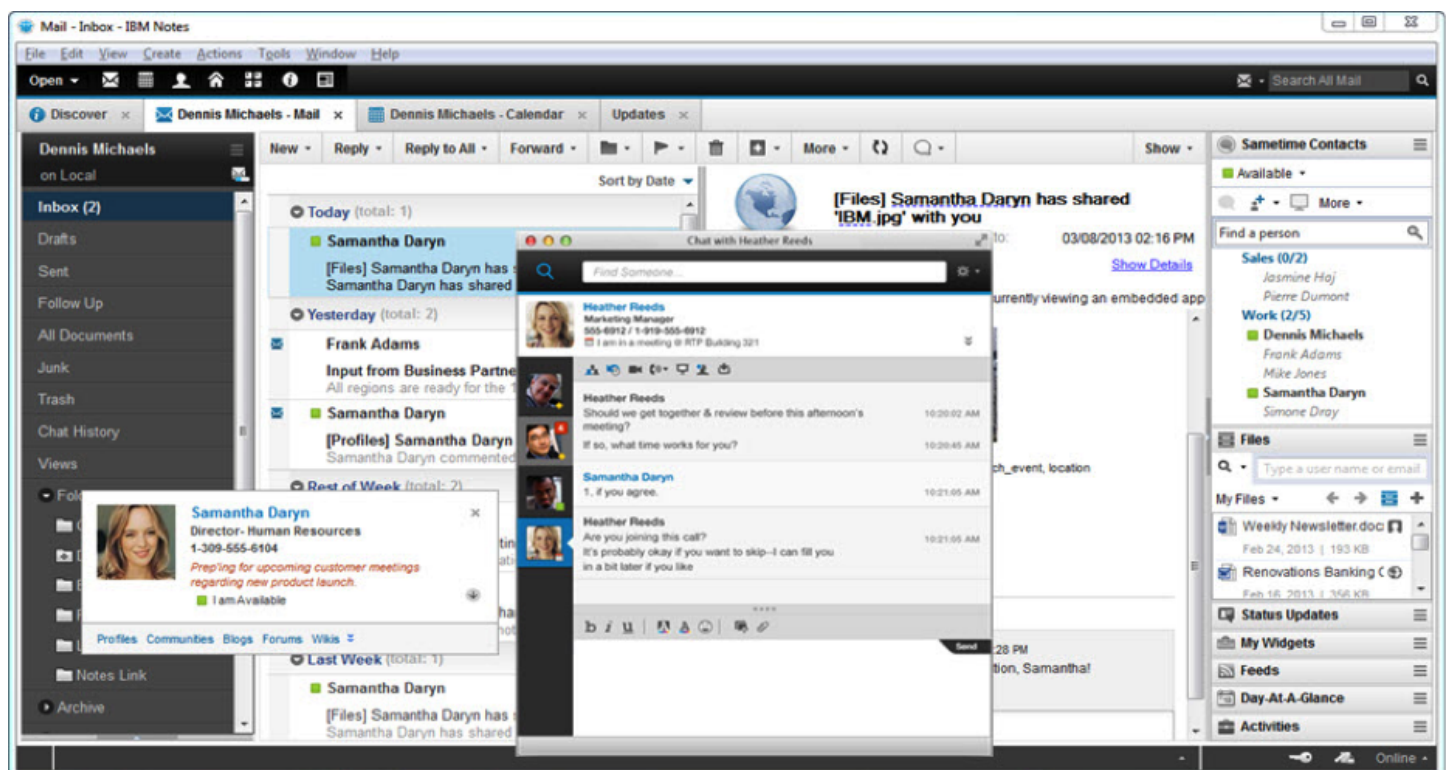 Mail - Inbox - IBM Notes
File Edit View Create Actions Tools Window Help
Open
Search All Mail
Discover
Dennis Michaels - Mail
Dennis Michaels - Calendar
Updates
Dennis Michaels
on Local
Inbox (2)
Drafts
Sent
Follow Up
All Documents
Junk
Trash
Chat History
Views
Notes Link
Archive
New Reply Reply to All Forward More Show
Sort by Date
Today (total: 1)
Samantha Daryn
[Files] Samantha Daryn has
Samantha Daryn has shared
Yesterday (total: 2)
Frank Adams
Input from Business Partne
All regions are ready for the 1
Samantha Daryn
[Profiles] Samantha Daryn
Samantha Daryn commented
Rest of Week (total: 2)
Last Week (total: 1)
Samantha Daryn
[Files] Samantha Daryn has
Samantha Daryn has shared
Samantha Daryn
Director- Human Resources
1-309-555-6104
Prep'ing for upcoming customer meetings
regarding new product launch.
I am Available
Profiles Communities Blogs Forums Wikis
[Files] Samantha Daryn has shared
'IBM.jpg' with you
to: 03/08/2013 02:16 PM
Show Details
urrently viewing an embedded app
ch_event, location
:28 PM
tion, Samantha!
Chat with Heather Reeds
Find Someone...
Heather Reeds
Marketing Manager
555-6912 / 1-919-555-6912
I am in a meeting @ RTP Building 321
4
Heather Reeds
Should we get together & review before this afternoon's 10:20:02 AM
meeting?
If so, what time works for you? 10:20:45 AM
Samantha Daryn
1, if you agree. 10:21:05 AM
Heather Reeds
Are you joining this call? 10:21:05 AM
It's probably okay if you want to skip--I can fill you
in a bit later if you like
b i u
Send
Sametime Contacts
Available
More
Find a person
Sales (0/2)
Jasmine Haj
Pierre Dumont
Work (2/5)
Dennis Michaels
Frank Adams
Mike Jones
Samantha Daryn
Simone Dray
Files
Type a user name or email
My Files
Weekly Newsletter.doc
Feb 24, 2013 | 193 KB
Renovations Banking
Feb 16, 2013 | 356 KB
Status Updates
My Widgets
Feeds
Day-At-A-Glance
Activities
Online